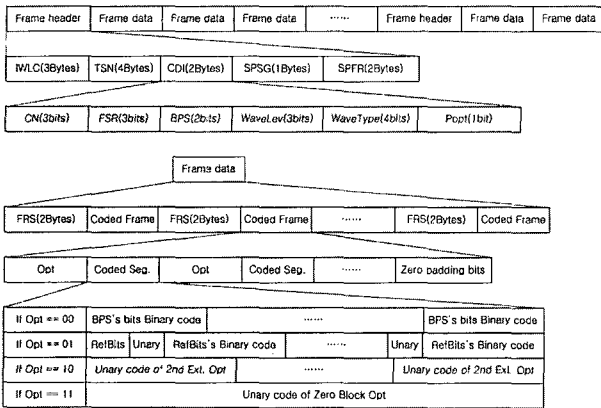 Frame header Frame data Frame data Frame data ...... Frame header Frame data Frame data
IWLC(3Bytes) TSN(4Bytes) CDI(2Bytes) SPSG(1Bytes) SPFR(2Bytes)
CN(3bits) FSR(3bits) BPS(2bits) WaveLev(3bits) WaveType(4bits) Popt(1bit)
Frame data
FRS(2Bytes) Coded Frame FRS(2Bytes) Coded Frame ...... FRS(2Bytes) Coded Frame
Opt Coded Seg. Opt Coded Seg. ...... Zero padding bits
If Opt == 00 BPS's bits Binary code ...... BPS's bits Binary code
If Opt == 01 RefBits Unary RefBits's Binary code ...... Unary RefBits's Binary code
If Opt == 10 Unary code of 2nd Ext. Opt ...... Unary code of 2nd Ext. Opt
If Opt == 11 Unary code of Zero Block Opt